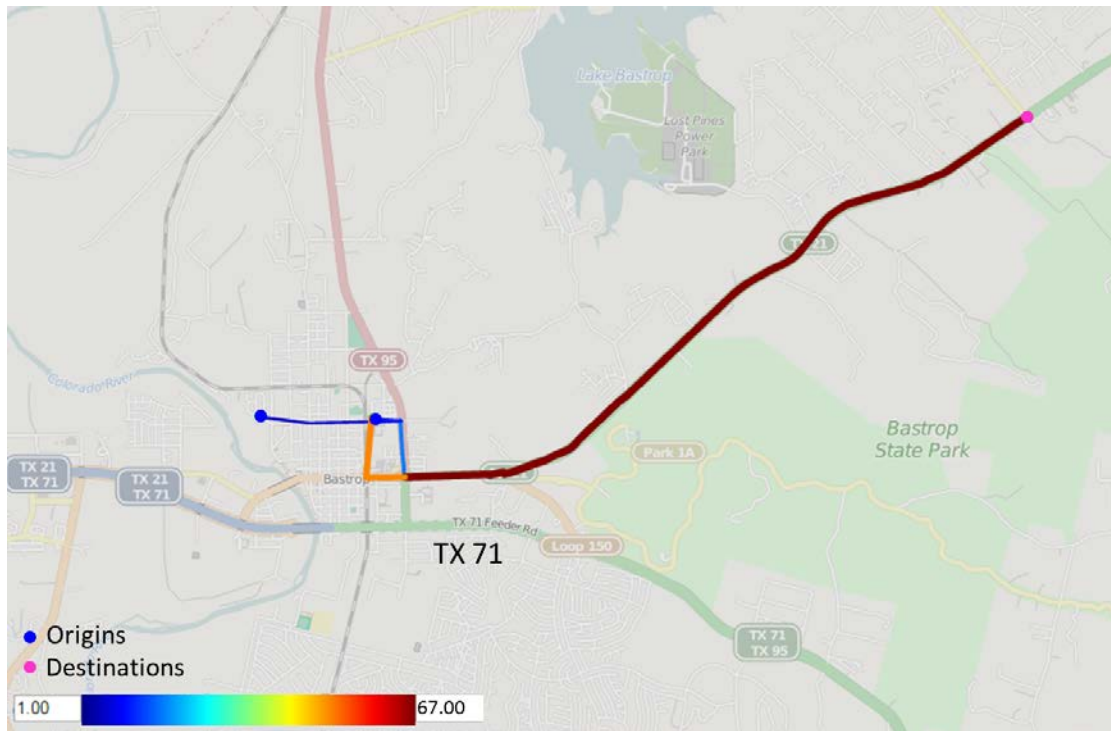 Lake Bastrop
Lost Pines
Power
Park
TX 21
TX 95
Colorado River
Bastrop
State Park
Park 1A
TX 21
TX 71
TX 21
TX 71
Bastrop
TX 71 Feeder Rd
TX 71
Loop 150
Origins
Destinations
TX 71
TX 95
1.00
67.00